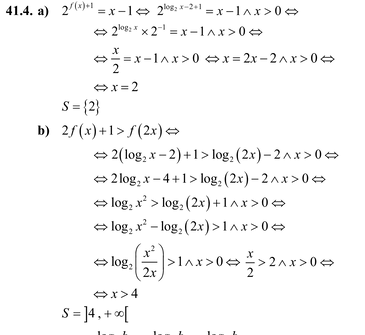 41.4. a) 2^{f(x)+1} = x − 1 ⇔ 2^{log₂ x−2+1} = x − 1 ∧ x > 0 ⇔
⇔ 2^{log₂ x} × 2^{−1} = x − 1 ∧ x > 0 ⇔
⇔ x/2 = x − 1 ∧ x > 0 ⇔ x = 2x − 2 ∧ x > 0 ⇔
⇔ x = 2
S = {2}
b) 2f(x) + 1 > f(2x) ⇔
⇔ 2(log₂ x − 2) + 1 > log₂(2x) − 2 ∧ x > 0 ⇔
⇔ 2log₂ x − 4 + 1 > log₂(2x) − 2 ∧ x > 0 ⇔
⇔ log₂ x² > log₂(2x) + 1 ∧ x > 0 ⇔
⇔ log₂ x² − log₂(2x) > 1 ∧ x > 0 ⇔
⇔ log₂(x²/2x) > 1 ∧ x > 0 ⇔ x/2 > 2 ∧ x > 0 ⇔
⇔ x > 4
S = ]4, +∞[